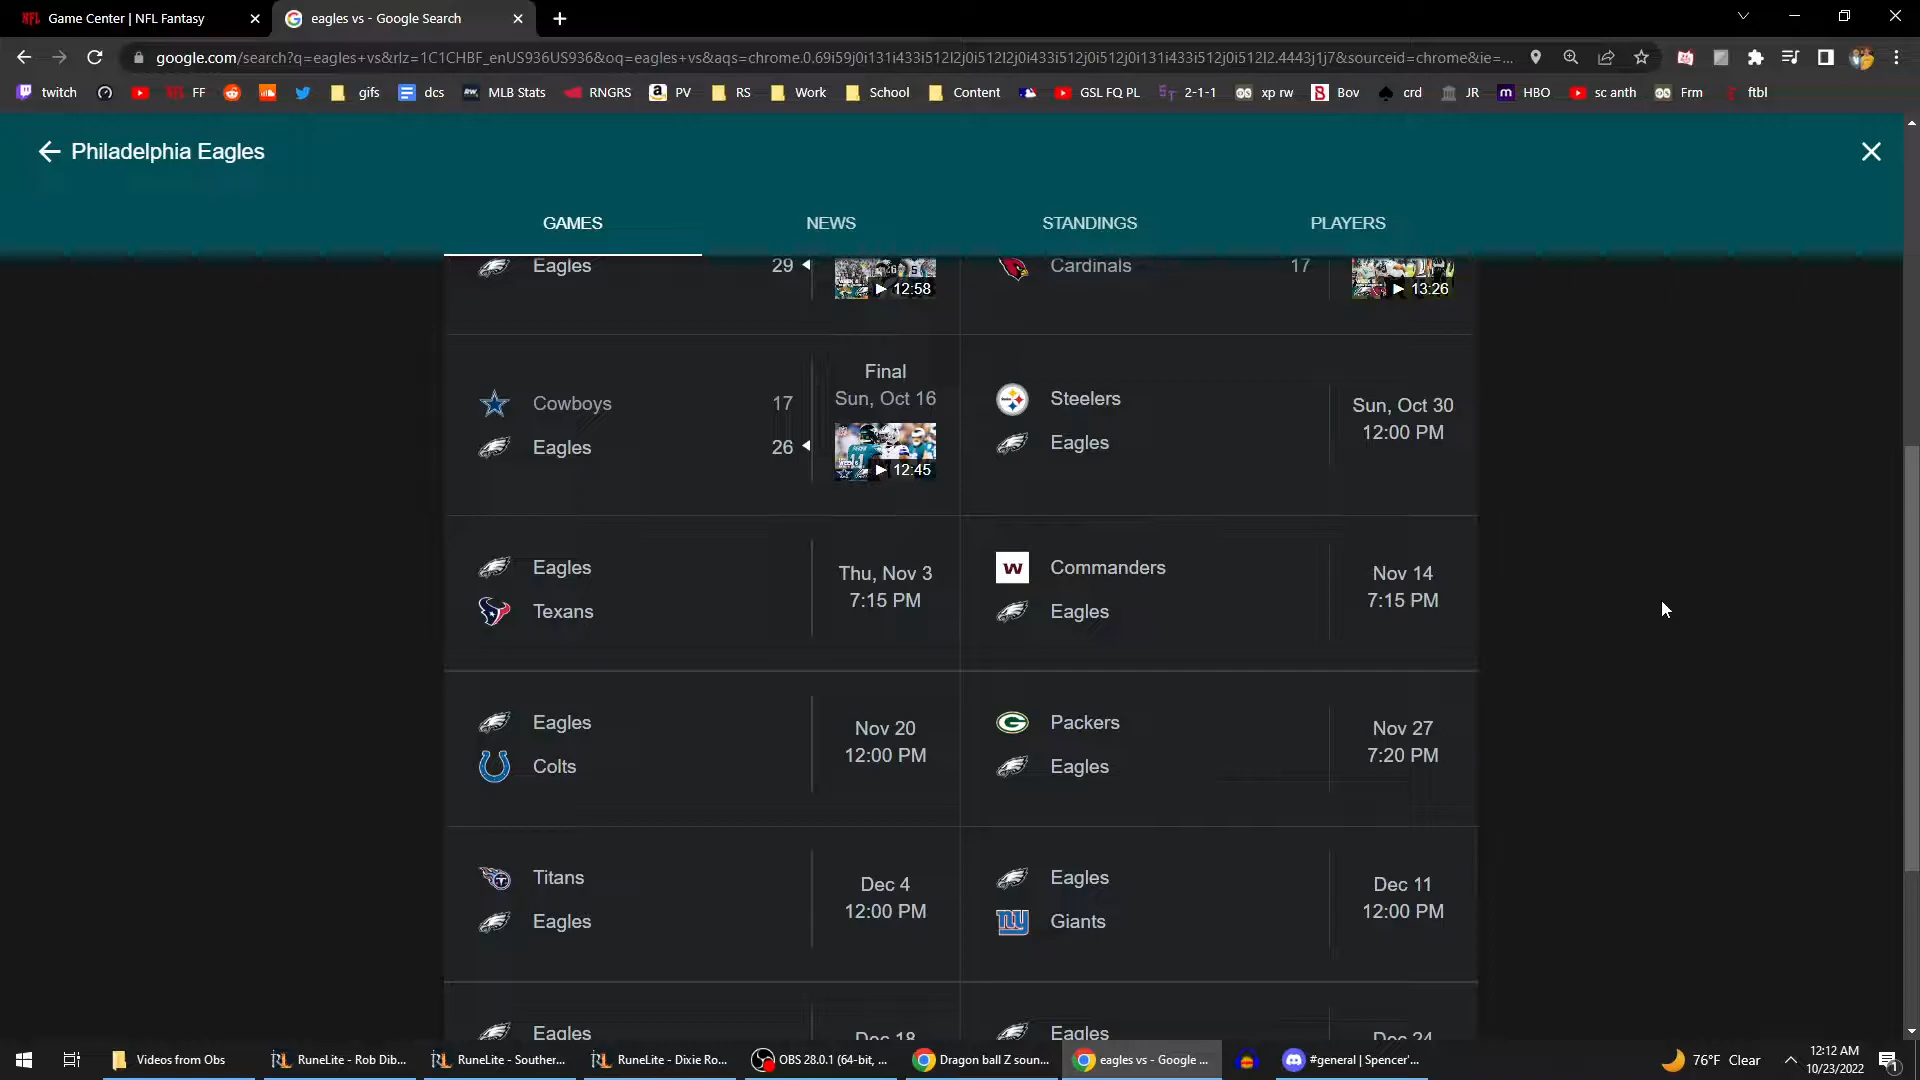 Game Center | NFL Fantasy
eagles vs - Google Search
google.com/search?q=eagles+vs&rlz=1C1CHBF_enUS936US936&oq=eagles+vs&aqs=chrome.0.69i59j0i131i433i512l2j0i512l2j0i433i512j0i512j0i131i433i512j0i512l2.4443j1j7&sourceid=chrome&ie=...
twitch FF gifs dcs MLB Stats RNGRS PV RS Work School Content GSL FQ PL 2-1-1 xp rw Bov crd JR HBO sc anth Frm ftbl
Philadelphia Eagles
GAMES NEWS STANDINGS PLAYERS
Eagles 29 12:58
Cardinals 17 13:26
Cowboys 17
Eagles 26
Final
Sun, Oct 16
12:45
Steelers
Eagles
Sun, Oct 30
12:00 PM
Eagles
Texans
Thu, Nov 3
7:15 PM
Commanders
Eagles
Nov 14
7:15 PM
Eagles
Colts
Nov 20
12:00 PM
Packers
Eagles
Nov 27
7:20 PM
Titans
Eagles
Dec 4
12:00 PM
Eagles
Giants
Dec 11
12:00 PM
Eagles
Dec 18
Eagles
Dec 24
Videos from Obs
RuneLite - Rob Dib...
RuneLite - Souther...
RuneLite - Dixie Ro...
OBS 28.0.1 (64-bit, ...
Dragon ball Z soun...
eagles vs - Google ...
#general | Spencer'...
76°F Clear
12:12 AM
10/23/2022